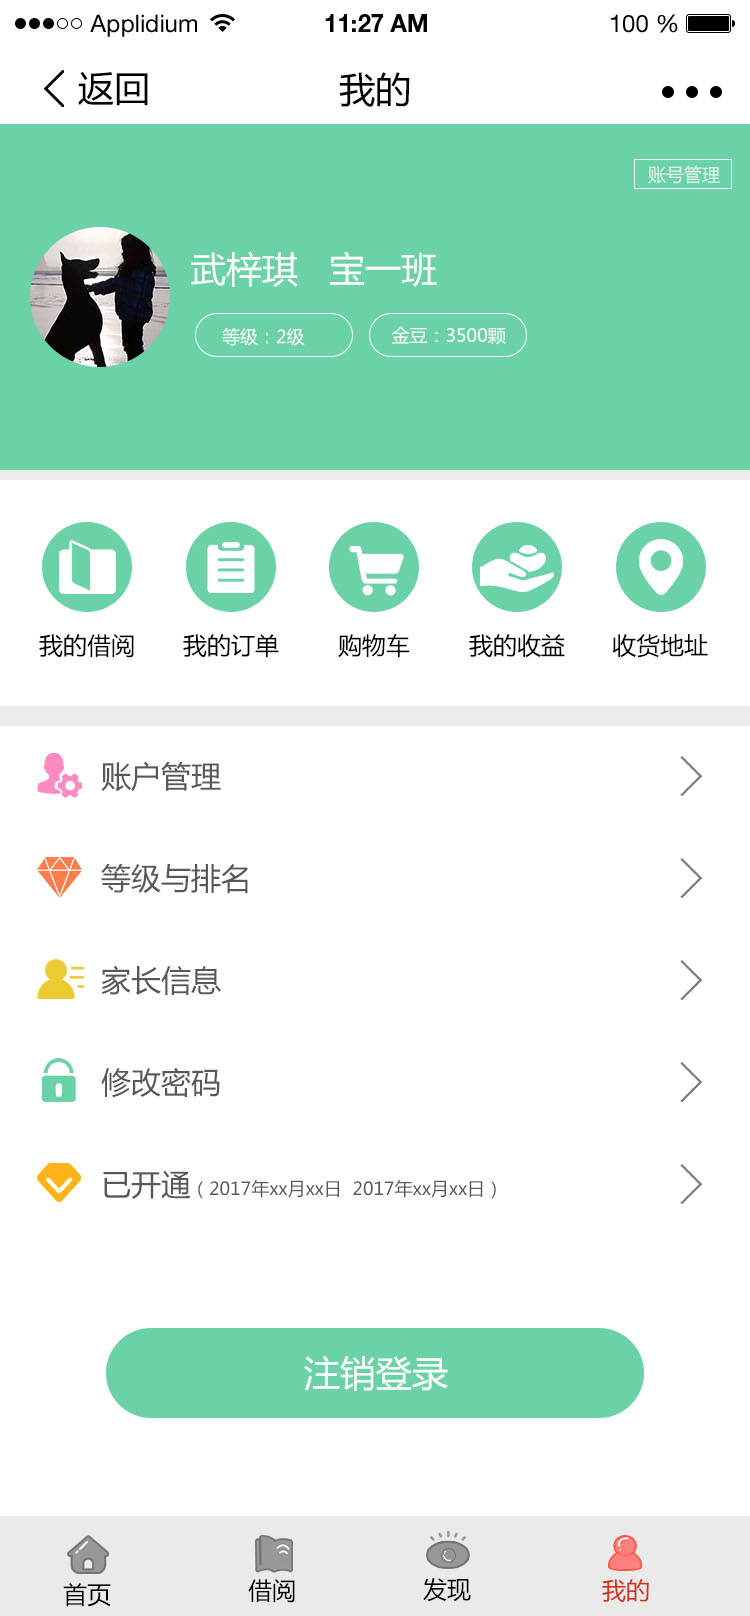 Applidium 11:27 AM 100 %
返回 我的
账号管理
武梓琪 宝一班
等级：2级 金豆：3500颗
我的借阅 我的订单 购物车 我的收益 收货地址
账户管理
等级与排名
家长信息
修改密码
已开通（2017年xx月xx日 2017年xx月xx日）
注销登录
首页 借阅 发现 我的